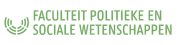 FACULTEIT POLITIEKE EN
SOCIALE WETENSCHAPPEN